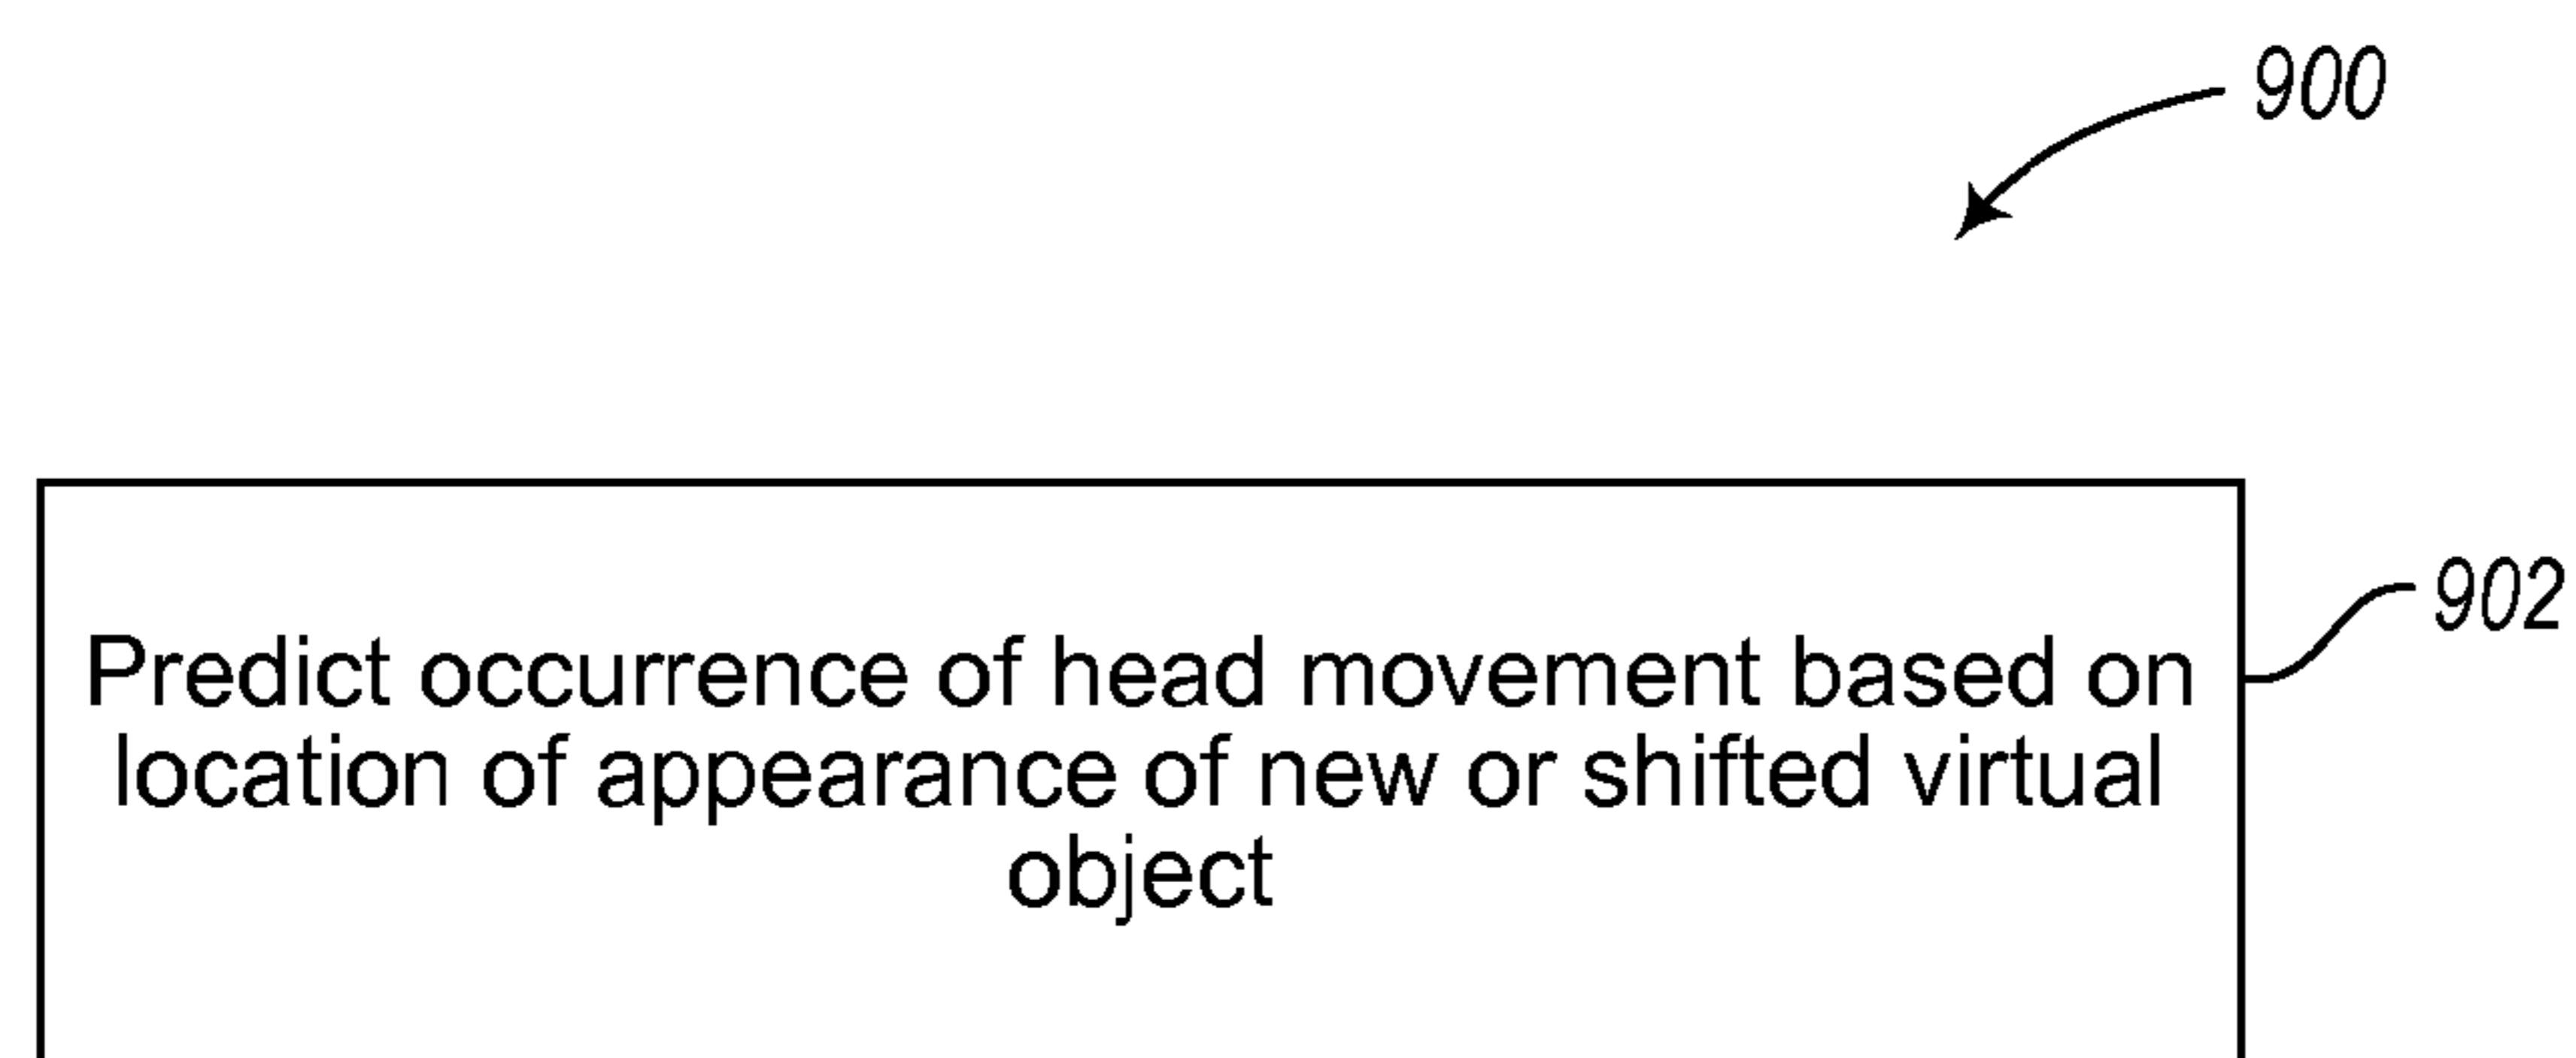 900
902
Predict occurrence of head movement based on
location of appearance of new or shifted virtual
object